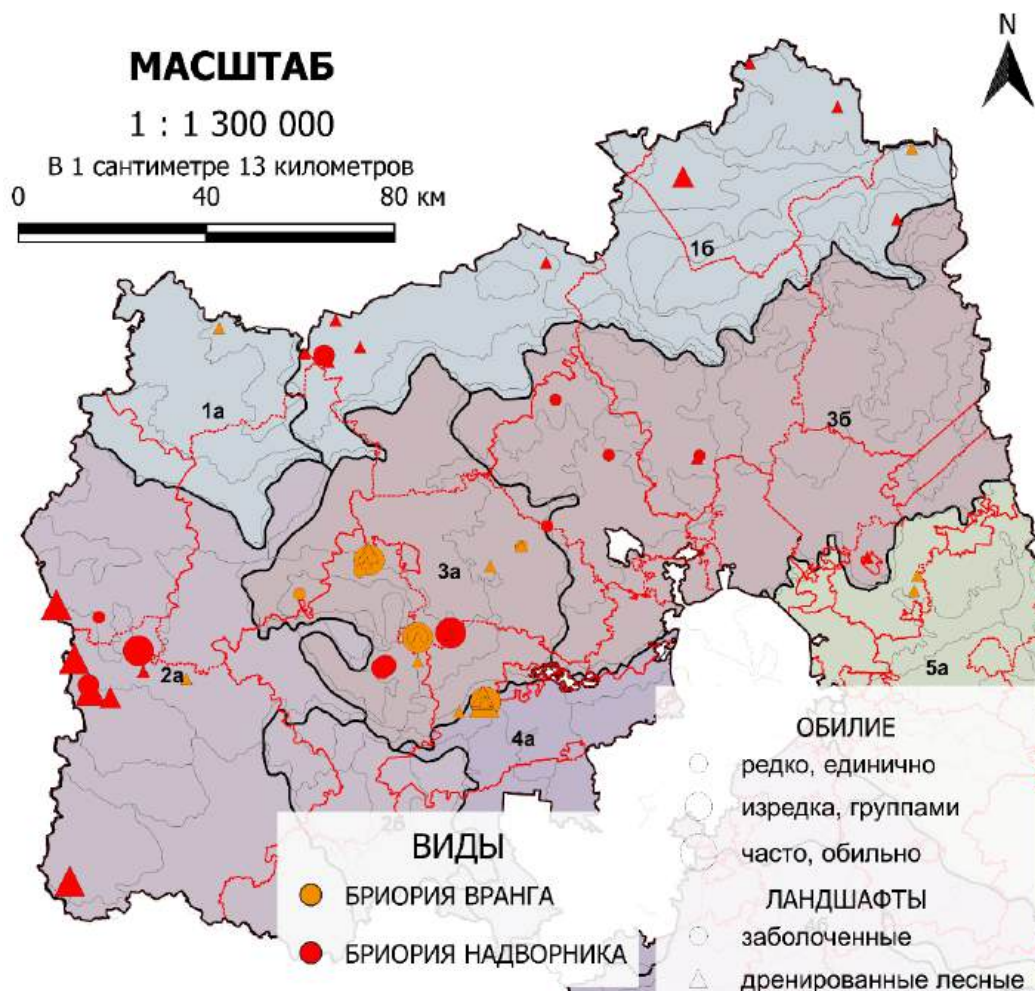 МАСШТАБ
1 : 1 300 000
В 1 сантиметре 13 километров
0 40 80 км
N
1б
1а
3б
3а
2а
5а
4а
2б
ВИДЫ
БРИОРИЯ ВРАНГА
БРИОРИЯ НАДВОРНИКА
ОБИЛИЕ
редко, единично
изредка, группами
часто, обильно
ЛАНДШАФТЫ
заболоченные
дренированные лесные